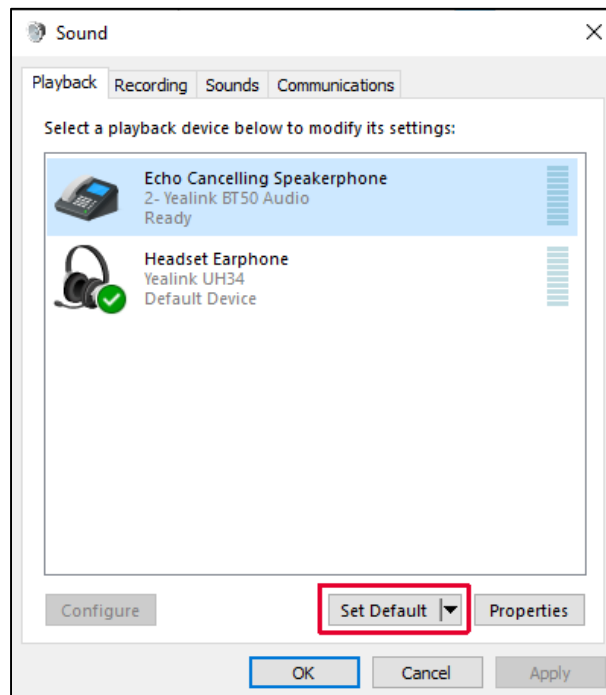 Sound
Playback Recording Sounds Communications
Select a playback device below to modify its settings:
Echo Cancelling Speakerphone
2- Yealink BT50 Audio
Ready
Headset Earphone
Yealink UH34
Default Device
Configure Set Default Properties
OK Cancel Apply